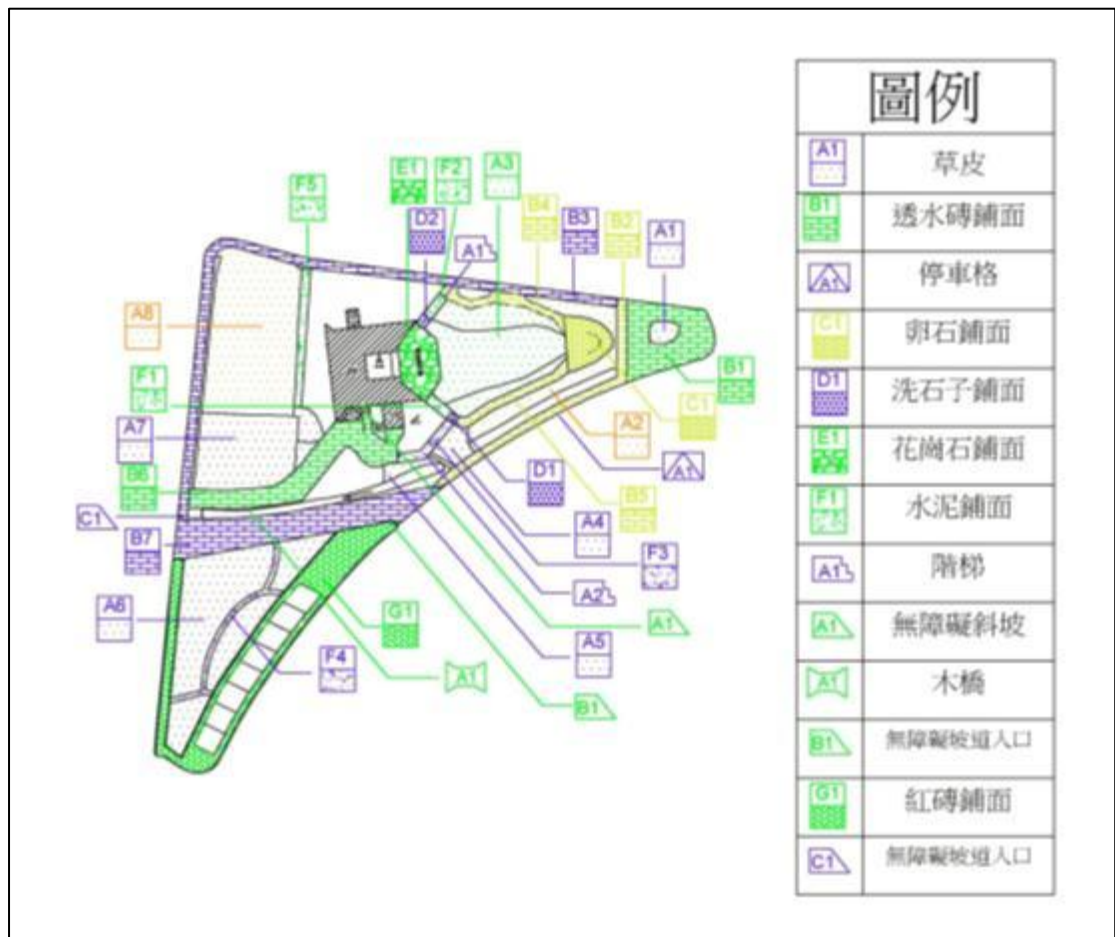 圖例
A1 草皮
B1 透水磚鋪面
A1 停車格
C1 卵石鋪面
D1 洗石子鋪面
E1 花崗石鋪面
F1 水泥鋪面
A1 階梯
A1 無障礙斜坡
A1 木橋
B1 無障礙坡道入口
G1 紅磚鋪面
C1 無障礙坡道入口
E1 F2 A3
F5
D2 A1 B4 B3 B2 A1
A8
F1
B1
A7
A2 C1
B6
D1 A1
C1
A4 B5
B7
F3
A2
A6
G1 A1
A5
F4
A1
B1